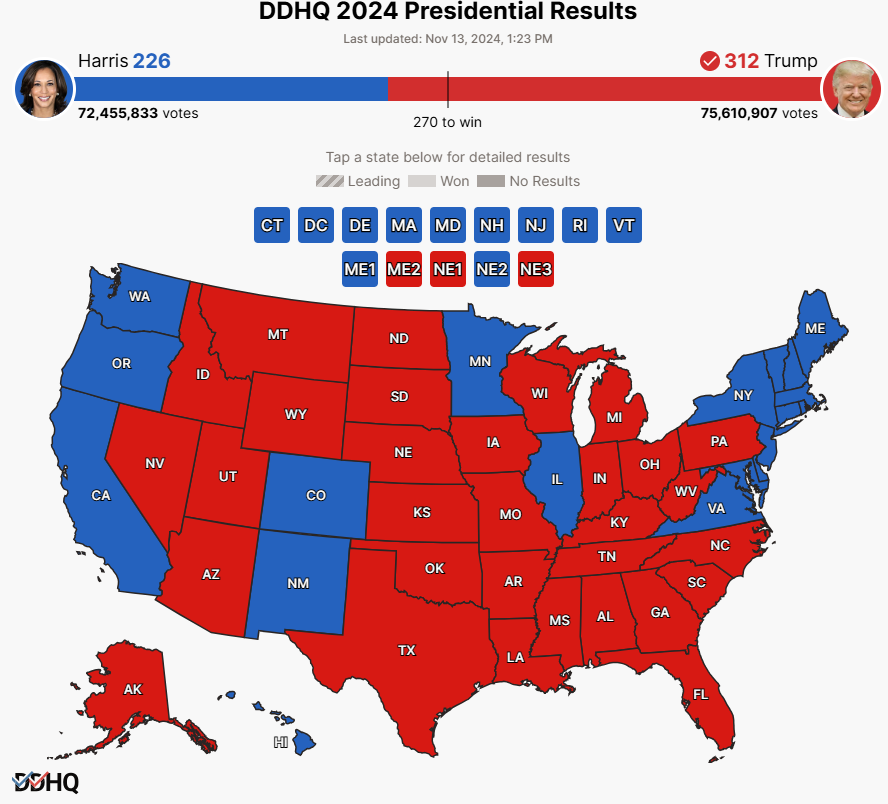 DDHQ 2024 Presidential Results
Last updated: Nov 13, 2024, 1:23 PM
Harris 226
312 Trump
72,455,833 votes
270 to win
75,610,907 votes
Tap a state below for detailed results
Leading Won No Results
CT DC DE MA MD NH NJ RI VT
ME1 ME2 NE1 NE2 NE3
WA
OR
ID
MT
ND
MN
ME
SD
WI
MI
NY
WY
NV
UT
NE
IA
PA
CA
CO
KS
MO
IL
IN
OH
WV
VA
KY
AZ
NM
OK
AR
TN
NC
SC
TX
LA
MS
AL
GA
FL
AK
HI
DDHQ